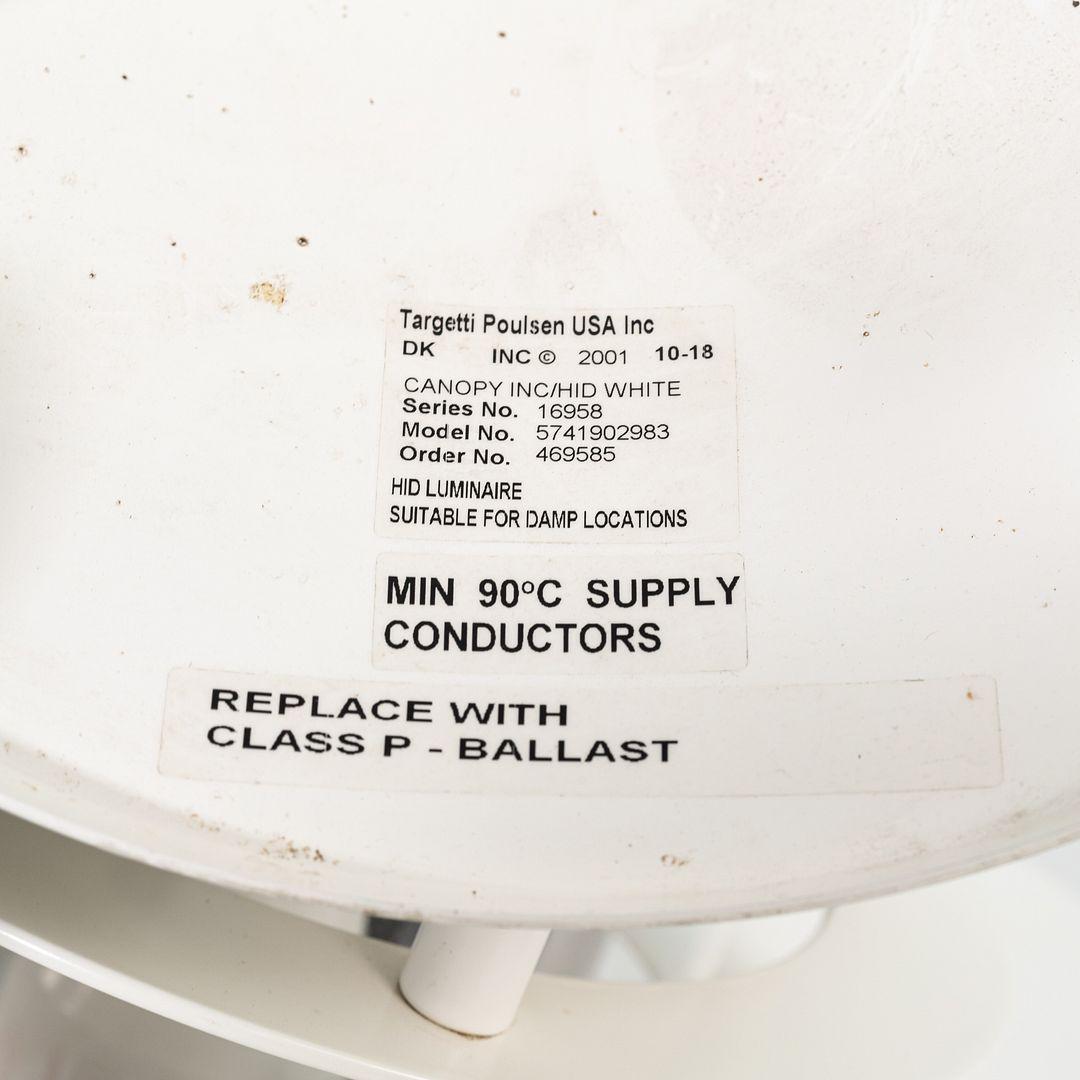 Targetti Poulsen USA Inc
DK INC © 2001 10-18
CANOPY INC/HID WHITE
Series No. 16958
Model No. 5741902983
Order No. 469585
HID LUMINAIRE
SUITABLE FOR DAMP LOCATIONS
MIN 90°C SUPPLY
CONDUCTORS
REPLACE WITH
CLASS P - BALLAST